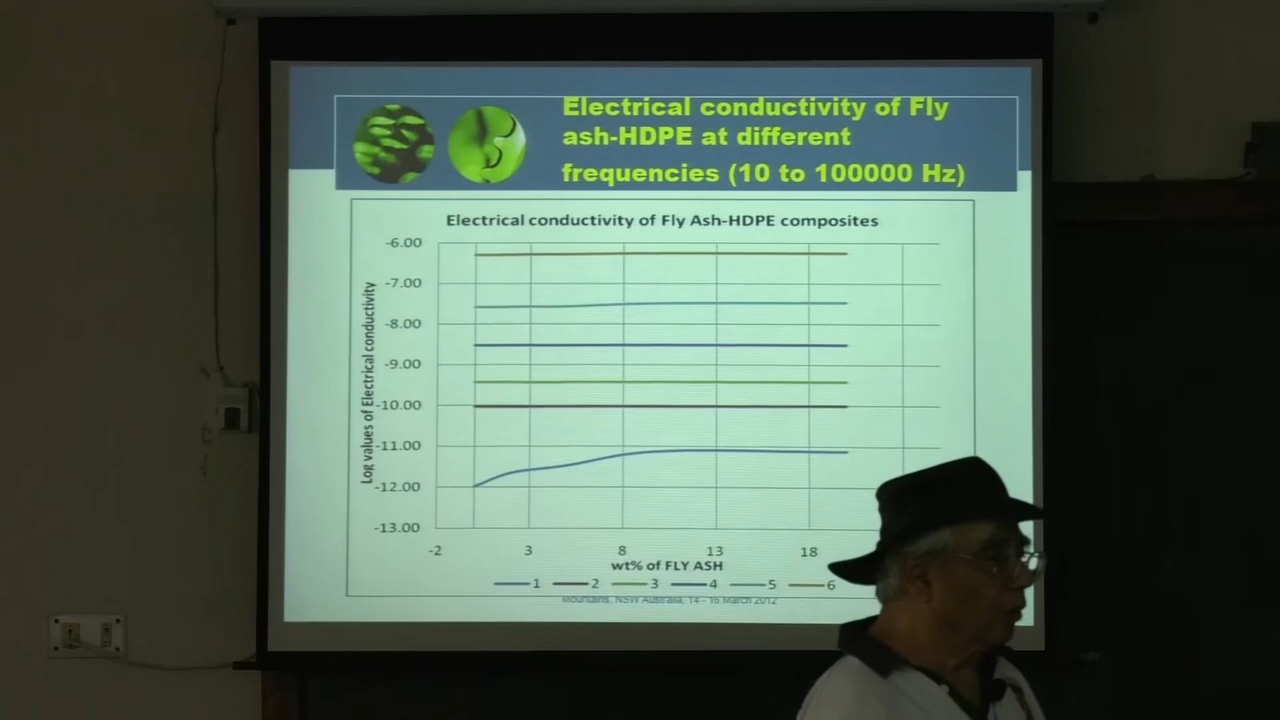 Electrical conductivity of Fly
ash-HDPE at different
frequencies (10 to 100000 Hz)
Electrical conductivity of Fly Ash-HDPE composites
Log values of Electrical conductivity
-6.00
-7.00
-8.00
-9.00
-10.00
-11.00
-12.00
-13.00
-2 3 8 13 18
wt% of FLY ASH
1 2 3 4 5 6
Mountains, NSW Australia, 14 - 16 March 2012